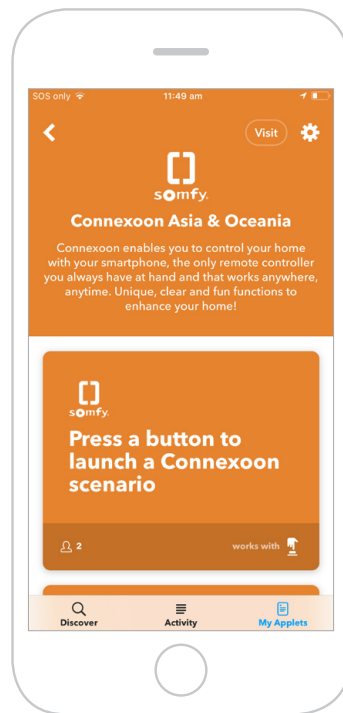 SOS only 11:49 am
Visit
somfy.
Connexoon Asia & Oceania
Connexoon enables you to control your home
with your smartphone, the only remote controller
you always have at hand and that works anywhere,
anytime. Unique, clear and fun functions to
enhance your home!
somfy.
Press a button to
launch a Connexoon
scenario
2 works with
Discover Activity My Applets